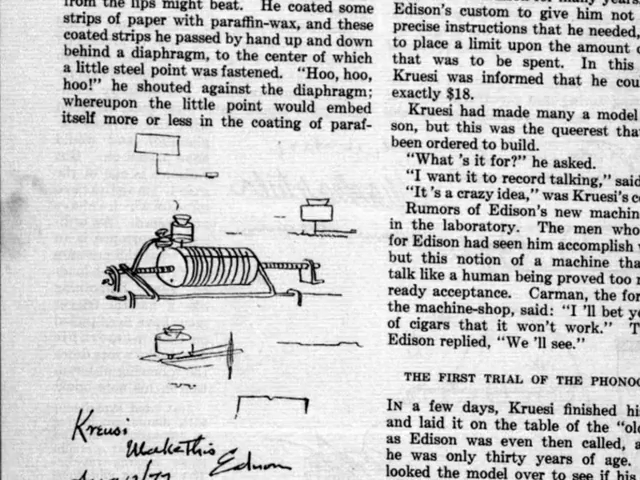 from the lips might beat. He coated some
strips of paper with paraffin-wax, and these
coated strips he passed by hand up and down
behind a diaphragm, to the center of which
a little steel point was fastened. "Hoo, hoo,
hoo!" he shouted against the diaphragm;
whereupon the little point would embed
itself more or less in the coating of paraf-
Kreusi
Make this
Edison
Edison's custom to give him not
precise instructions that he needed,
to place a limit upon the amount
that was to be spent. In this
Kruesi was informed that he cou
exactly $18.
Kruesi had made many a model
son, but this was the queerest tha
been ordered to build.
"What 's it for?" he asked.
"I want it to record talking," said
"It 's a crazy idea," was Kruesi's c
Rumors of Edison's new machin
in the laboratory. The men who
for Edison had seen him accomplish
but this notion of a machine tha
talk like a human being proved too
ready acceptance. Carman, the for
the machine-shop, said: "I 'll bet y
of cigars that it won't work." T
Edison replied, "We 'll see."
THE FIRST TRIAL OF THE PHONO
IN a few days, Kruesi finished hi
and laid it on the table of the "ol
as Edison was even then called, a
he was only thirty years of age.
looked the model over to see if his